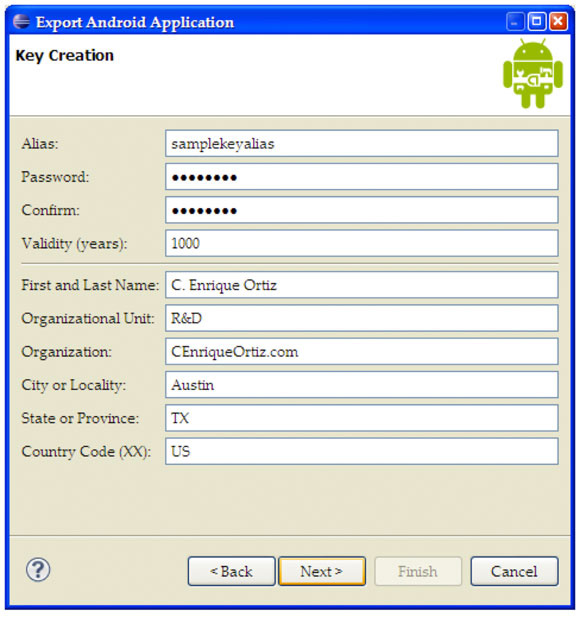 Export Android Application
Key Creation
Alias: samplekeyalias
Password: ●●●●●●●●
Confirm: ●●●●●●●●
Validity (years): 1000
First and Last Name: C. Enrique Ortiz
Organizational Unit: R&D
Organization: CEnriqueOrtiz.com
City or Locality: Austin
State or Province: TX
Country Code (XX): US
? < Back Next > Finish Cancel